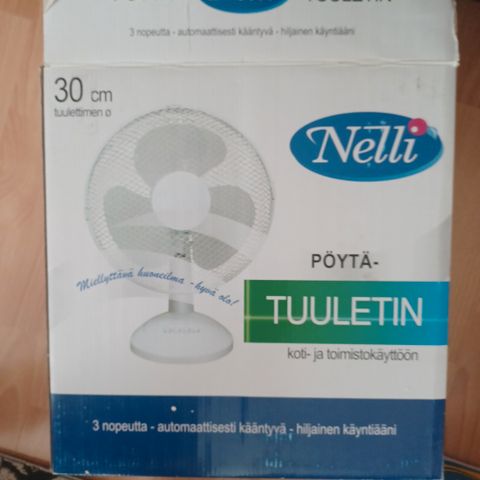 TUULETIN
3 nopeutta - automaattisesti kääntyvä - hiljainen käyntiääni
30 cm
tuulettimen ø
Nelli
Miellyttävä huoneilma - hyvä olo!
PÖYTÄ-
TUULETIN
koti- ja toimistokäyttöön
3 nopeutta - automaattisesti kääntyvä - hiljainen käyntiääni